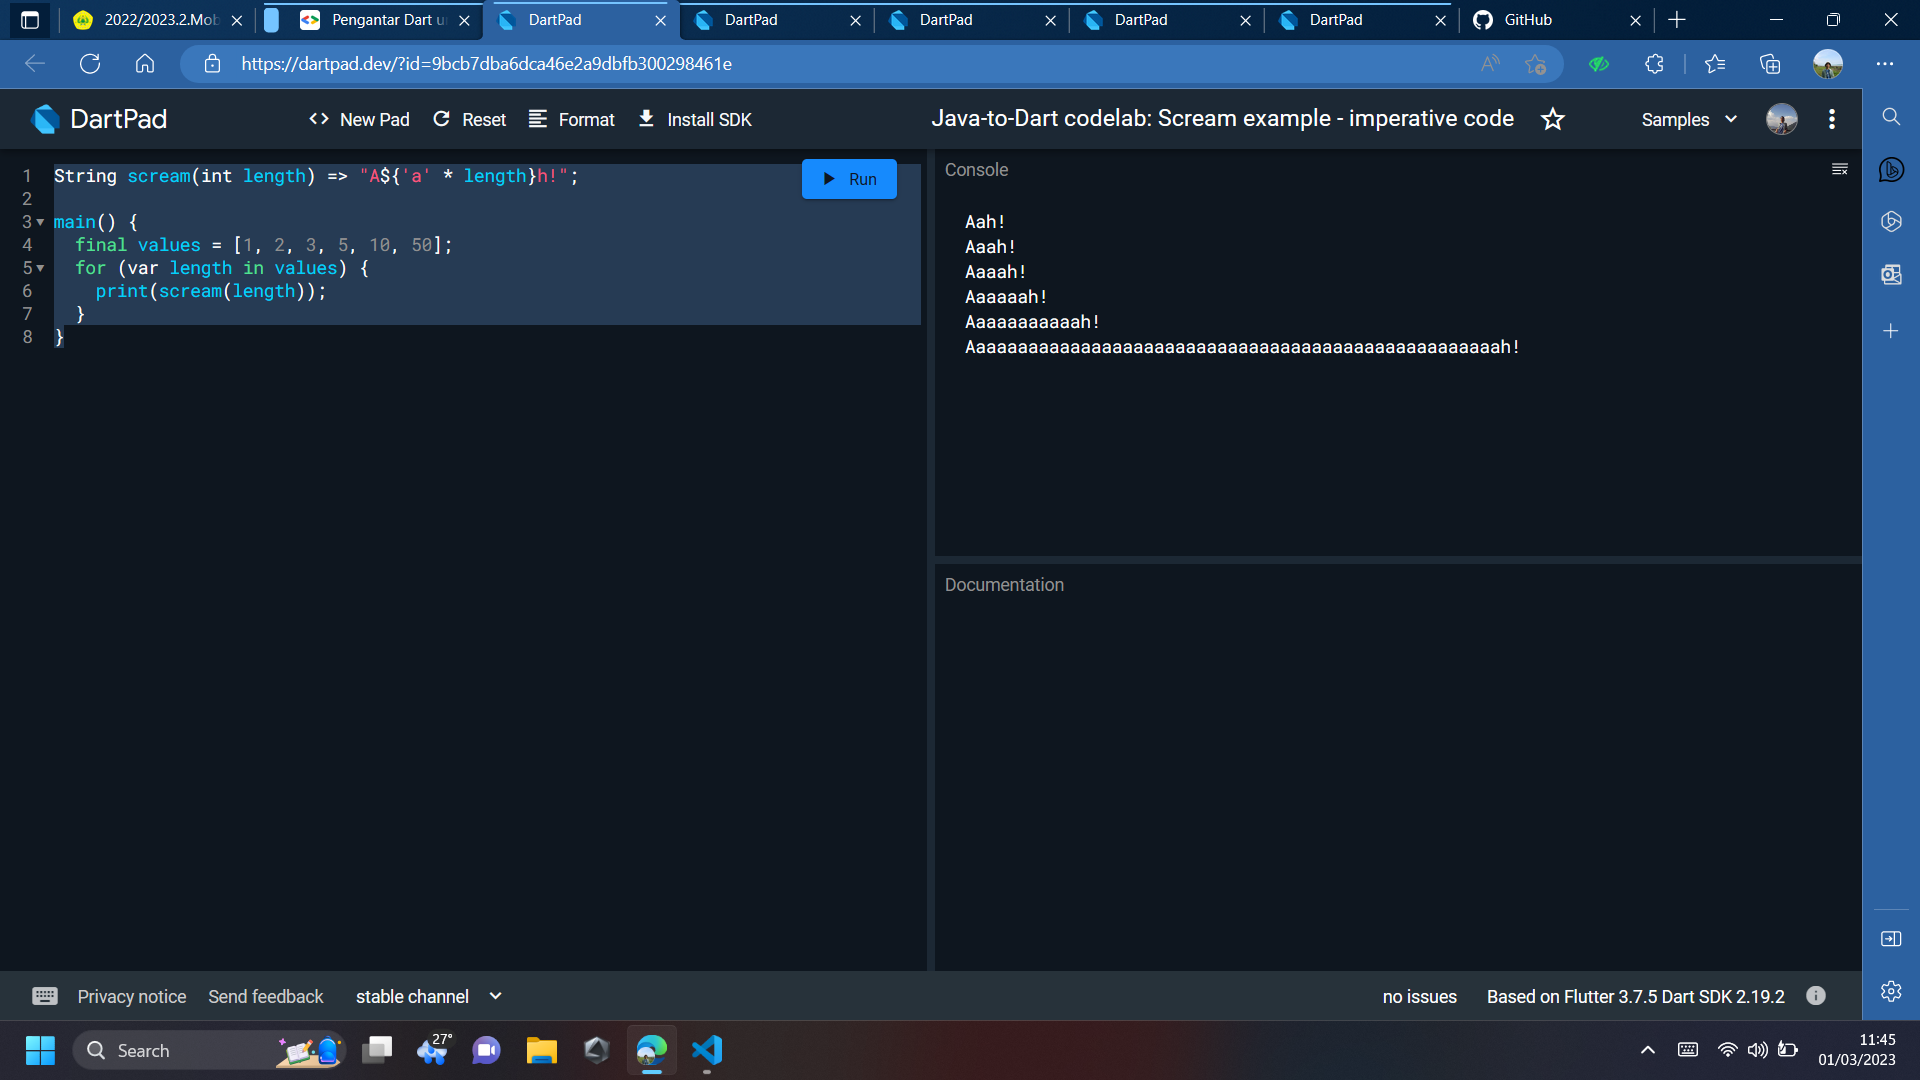 2022/2023.2.Mob
Pengantar Dart u
DartPad
DartPad
DartPad
DartPad
DartPad
GitHub
https://dartpad.dev/?id=9bcb7dba6dca46e2a9dbfb300298461e
DartPad
New Pad
Reset
Format
Install SDK
Java-to-Dart codelab: Scream example - imperative code
Samples
1 String scream(int length) => "A${'a' * length}h!";
2
3 main() {
4 final values = [1, 2, 3, 5, 10, 50];
5 for (var length in values) {
6 print(scream(length));
7 }
8 }
Run
Console
Aah!
Aaah!
Aaaah!
Aaaaaah!
Aaaaaaaaaaah!
Aaaaaaaaaaaaaaaaaaaaaaaaaaaaaaaaaaaaaaaaaaaaaaaaaaah!
Documentation
Privacy notice
Send feedback
stable channel
no issues
Based on Flutter 3.7.5 Dart SDK 2.19.2
Search
27°
11:45
01/03/2023